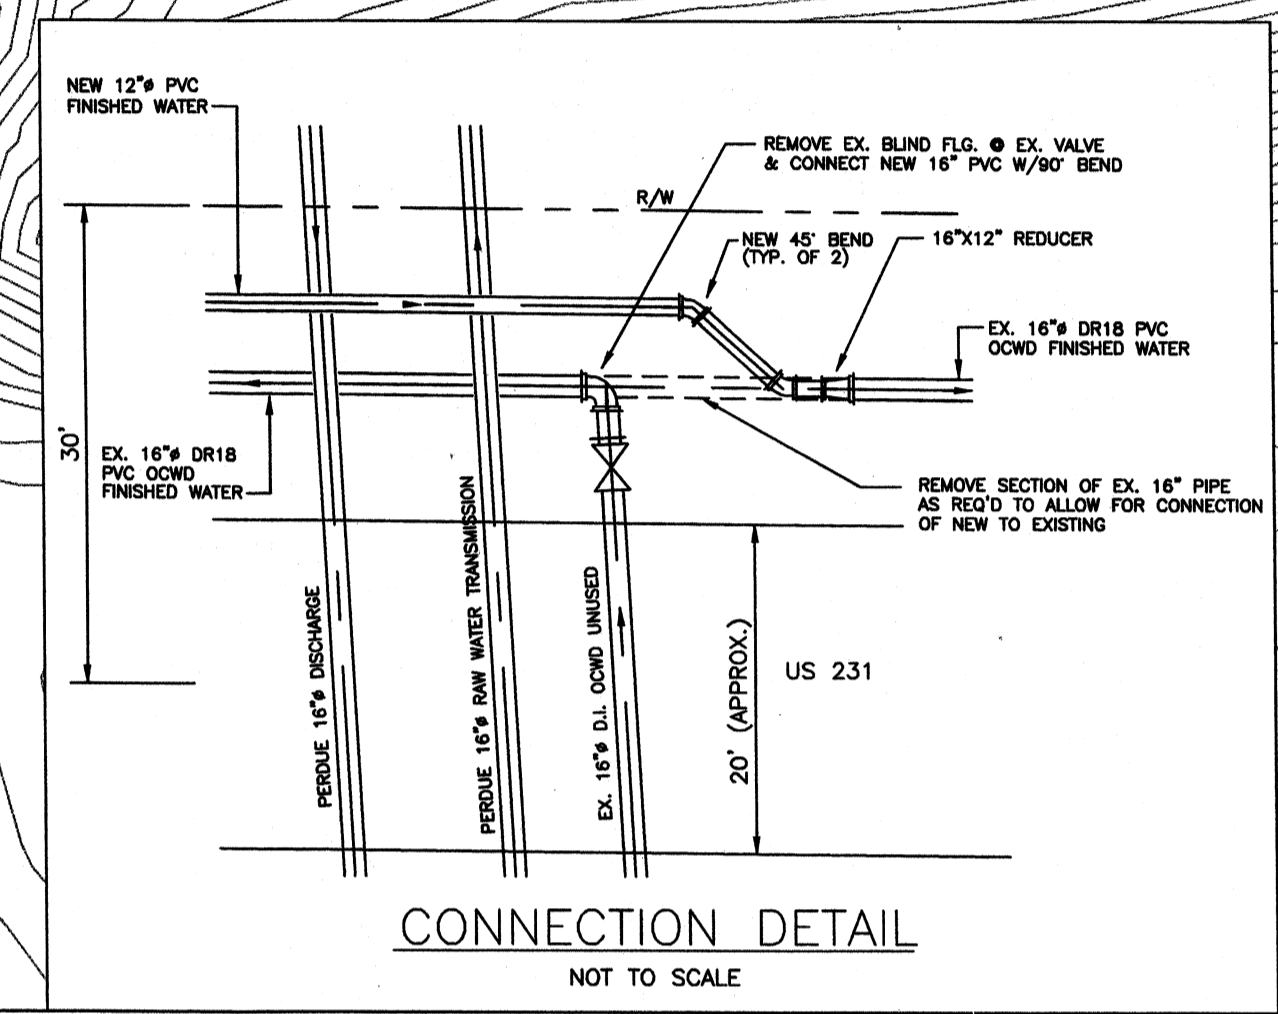 NEW 12"ø PVC
FINISHED WATER
REMOVE EX. BLIND FLG. @ EX. VALVE
& CONNECT NEW 16" PVC W/90° BEND
R/W
NEW 45° BEND
(TYP. OF 2)
16"X12" REDUCER
EX. 16"ø DR18 PVC
OCWD FINISHED WATER
30'
EX. 16"ø DR18
PVC OCWD
FINISHED WATER
REMOVE SECTION OF EX. 16" PIPE
AS REQ'D TO ALLOW FOR CONNECTION
OF NEW TO EXISTING
PERDUE 16"ø DISCHARGE
PERDUE 16"ø RAW WATER TRANSMISSION
EX. 16"ø D.I. OCWD UNUSED
20' (APPROX.)
US 231
CONNECTION DETAIL
NOT TO SCALE